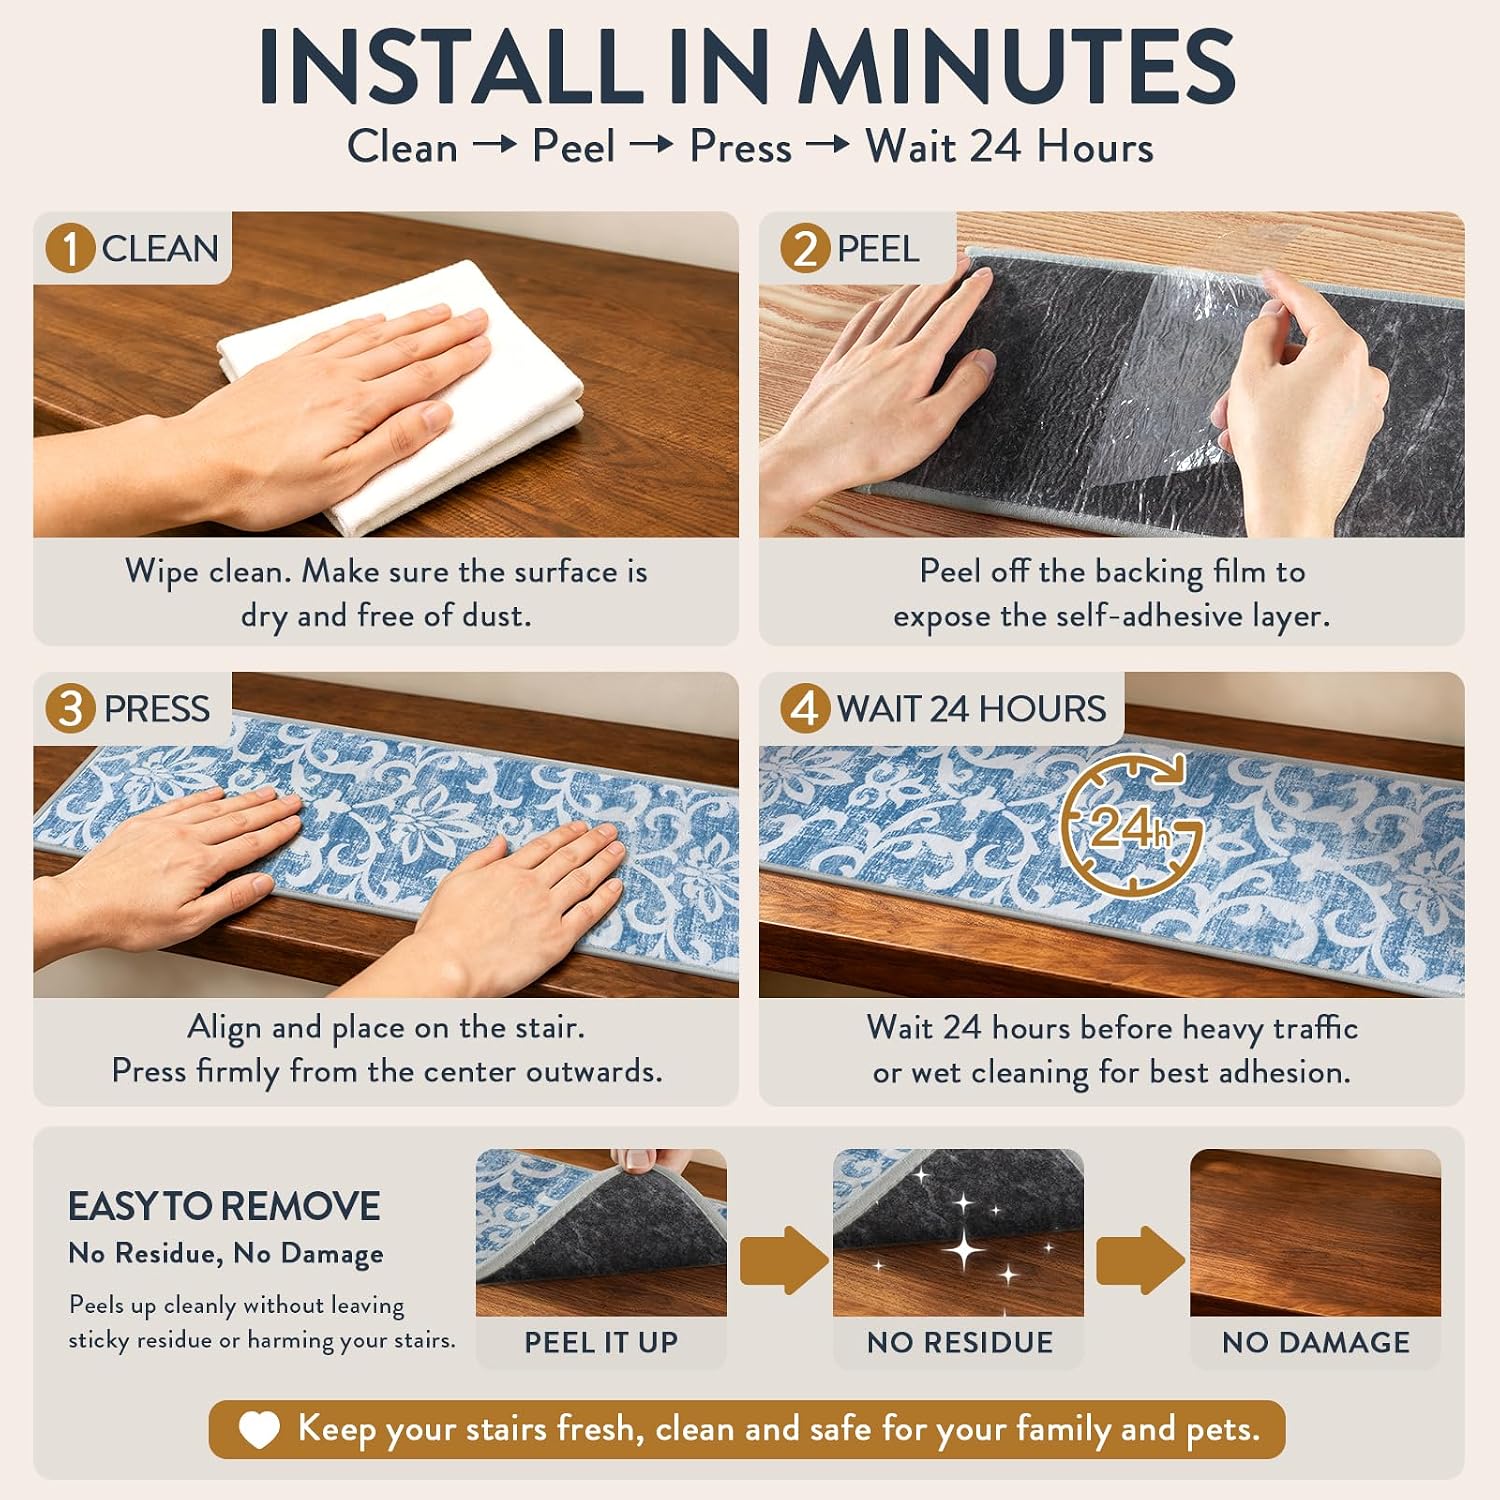 INSTALL IN MINUTES
Clean → Peel → Press → Wait 24 Hours
1 CLEAN
Wipe clean. Make sure the surface is
dry and free of dust.
2 PEEL
Peel off the backing film to
expose the self-adhesive layer.
3 PRESS
Align and place on the stair.
Press firmly from the center outwards.
4 WAIT 24 HOURS
24h
Wait 24 hours before heavy traffic
or wet cleaning for best adhesion.
EASY TO REMOVE
No Residue, No Damage
Peels up cleanly without leaving
sticky residue or harming your stairs.
PEEL IT UP
NO RESIDUE
NO DAMAGE
Keep your stairs fresh, clean and safe for your family and pets.